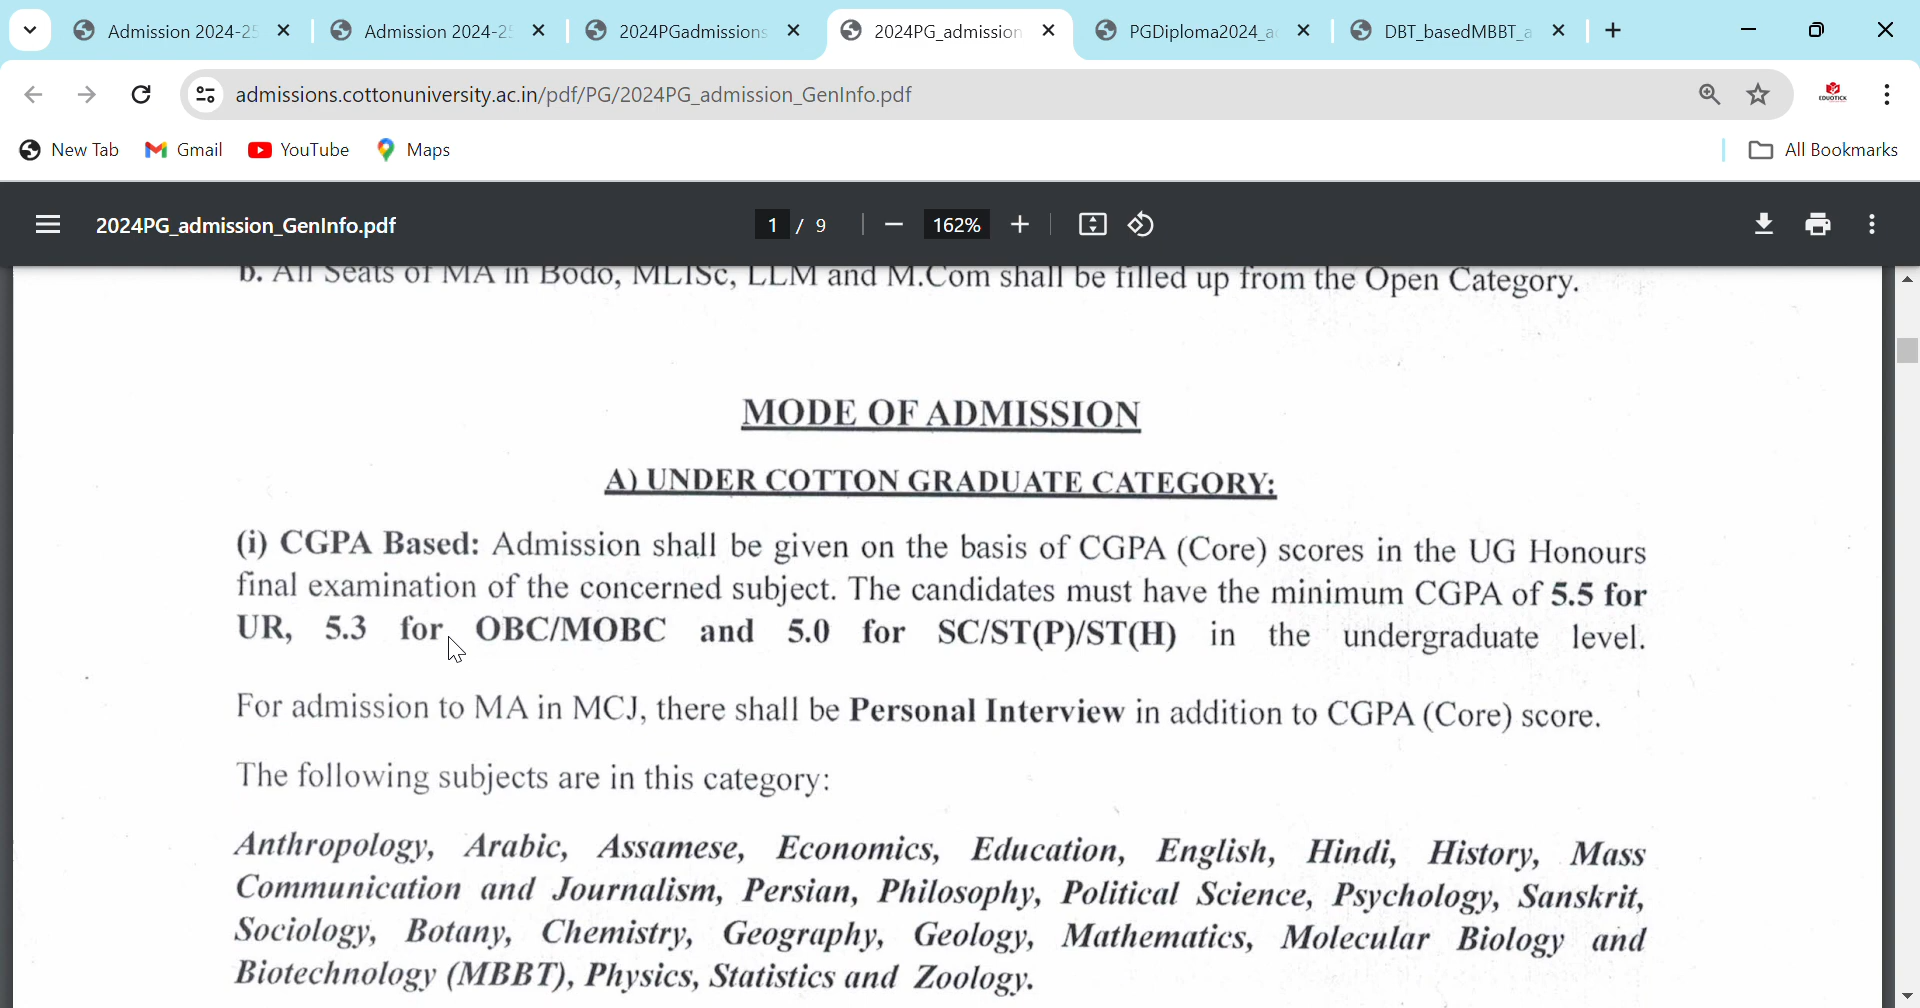 Admission 2024-25
Admission 2024-2
2024PGadmissions
2024PG_admission
PGDiploma2024_a
DBT_basedMBBT_a
admissions.cottonuniversity.ac.in/pdf/PG/2024PG_admission_GenInfo.pdf
EDUOTICK
New Tab
Gmail
YouTube
Maps
All Bookmarks
2024PG_admission_GenInfo.pdf
1 / 9
162%
b. All Seats of MA in Bodo, MLISc, LLM and M.Com shall be filled up from the Open Category.
MODE OF ADMISSION
A) UNDER COTTON GRADUATE CATEGORY:
(i) CGPA Based: Admission shall be given on the basis of CGPA (Core) scores in the UG Honours
final examination of the concerned subject. The candidates must have the minimum CGPA of 5.5 for
UR, 5.3 for OBC/MOBC and 5.0 for SC/ST(P)/ST(H) in the undergraduate level.
For admission to MA in MCJ, there shall be Personal Interview in addition to CGPA (Core) score.
The following subjects are in this category:
Anthropology, Arabic, Assamese, Economics, Education, English, Hindi, History, Mass
Communication and Journalism, Persian, Philosophy, Political Science, Psychology, Sanskrit,
Sociology, Botany, Chemistry, Geography, Geology, Mathematics, Molecular Biology and
Biotechnology (MBBT), Physics, Statistics and Zoology.